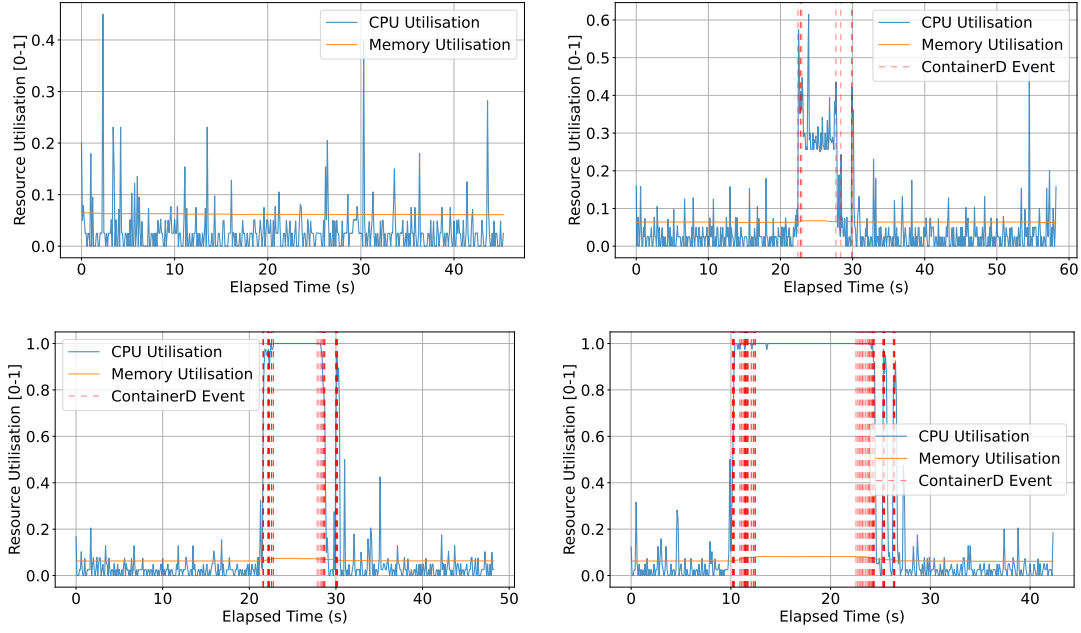 Resource Utilisation [0-1]
0.4
0.3
0.2
0.1
0.0
CPU Utilisation
Memory Utilisation
0
10
20
30
40
Elapsed Time (s)
Resource Utilisation [0-1]
0.6
0.5
0.4
0.3
0.2
0.1
0.0
CPU Utilisation
Memory Utilisation
ContainerD Event
0
10
20
30
40
50
60
Elapsed Time (s)
Resource Utilisation [0-1]
1.0
0.8
0.6
0.4
0.2
0.0
CPU Utilisation
Memory Utilisation
ContainerD Event
0
10
20
30
40
50
Elapsed Time (s)
Resource Utilisation [0-1]
1.0
0.8
0.6
0.4
0.2
0.0
CPU Utilisation
Memory Utilisation
ContainerD Event
0
10
20
30
40
Elapsed Time (s)